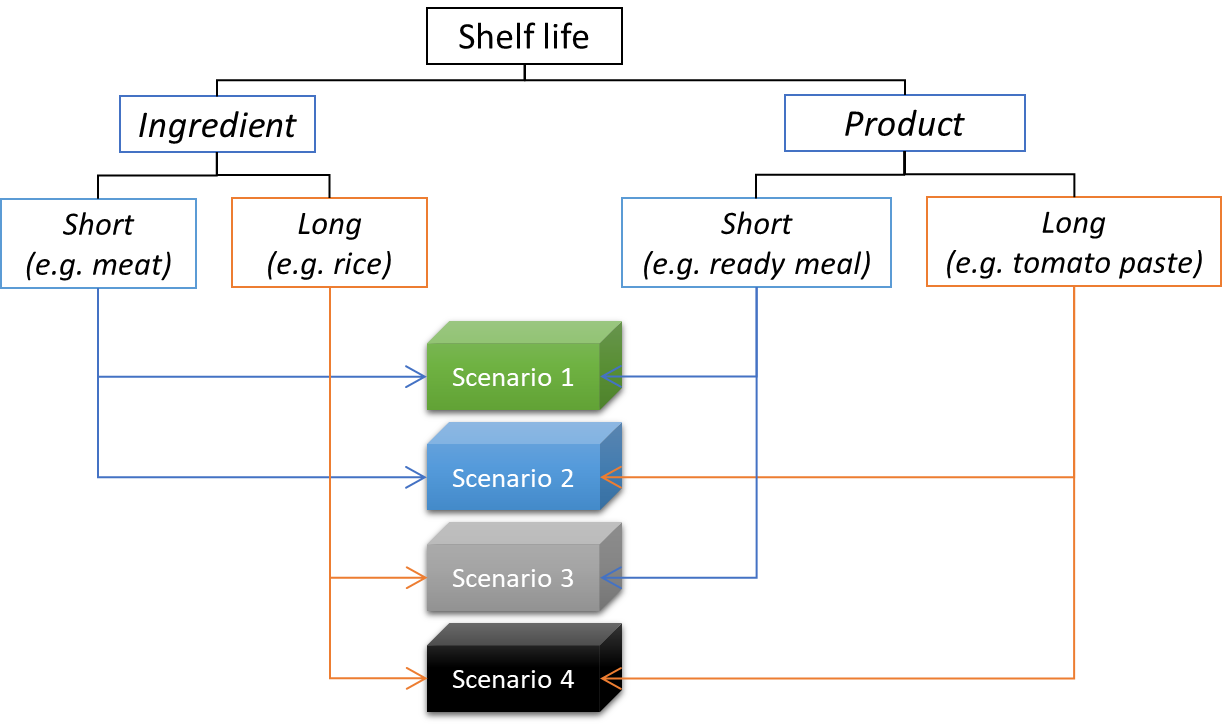 Shelf life
Ingredient
Product
Short
(e.g. meat)
Long
(e.g. rice)
Short
(e.g. ready meal)
Long
(e.g. tomato paste)
Scenario 1
Scenario 2
Scenario 3
Scenario 4